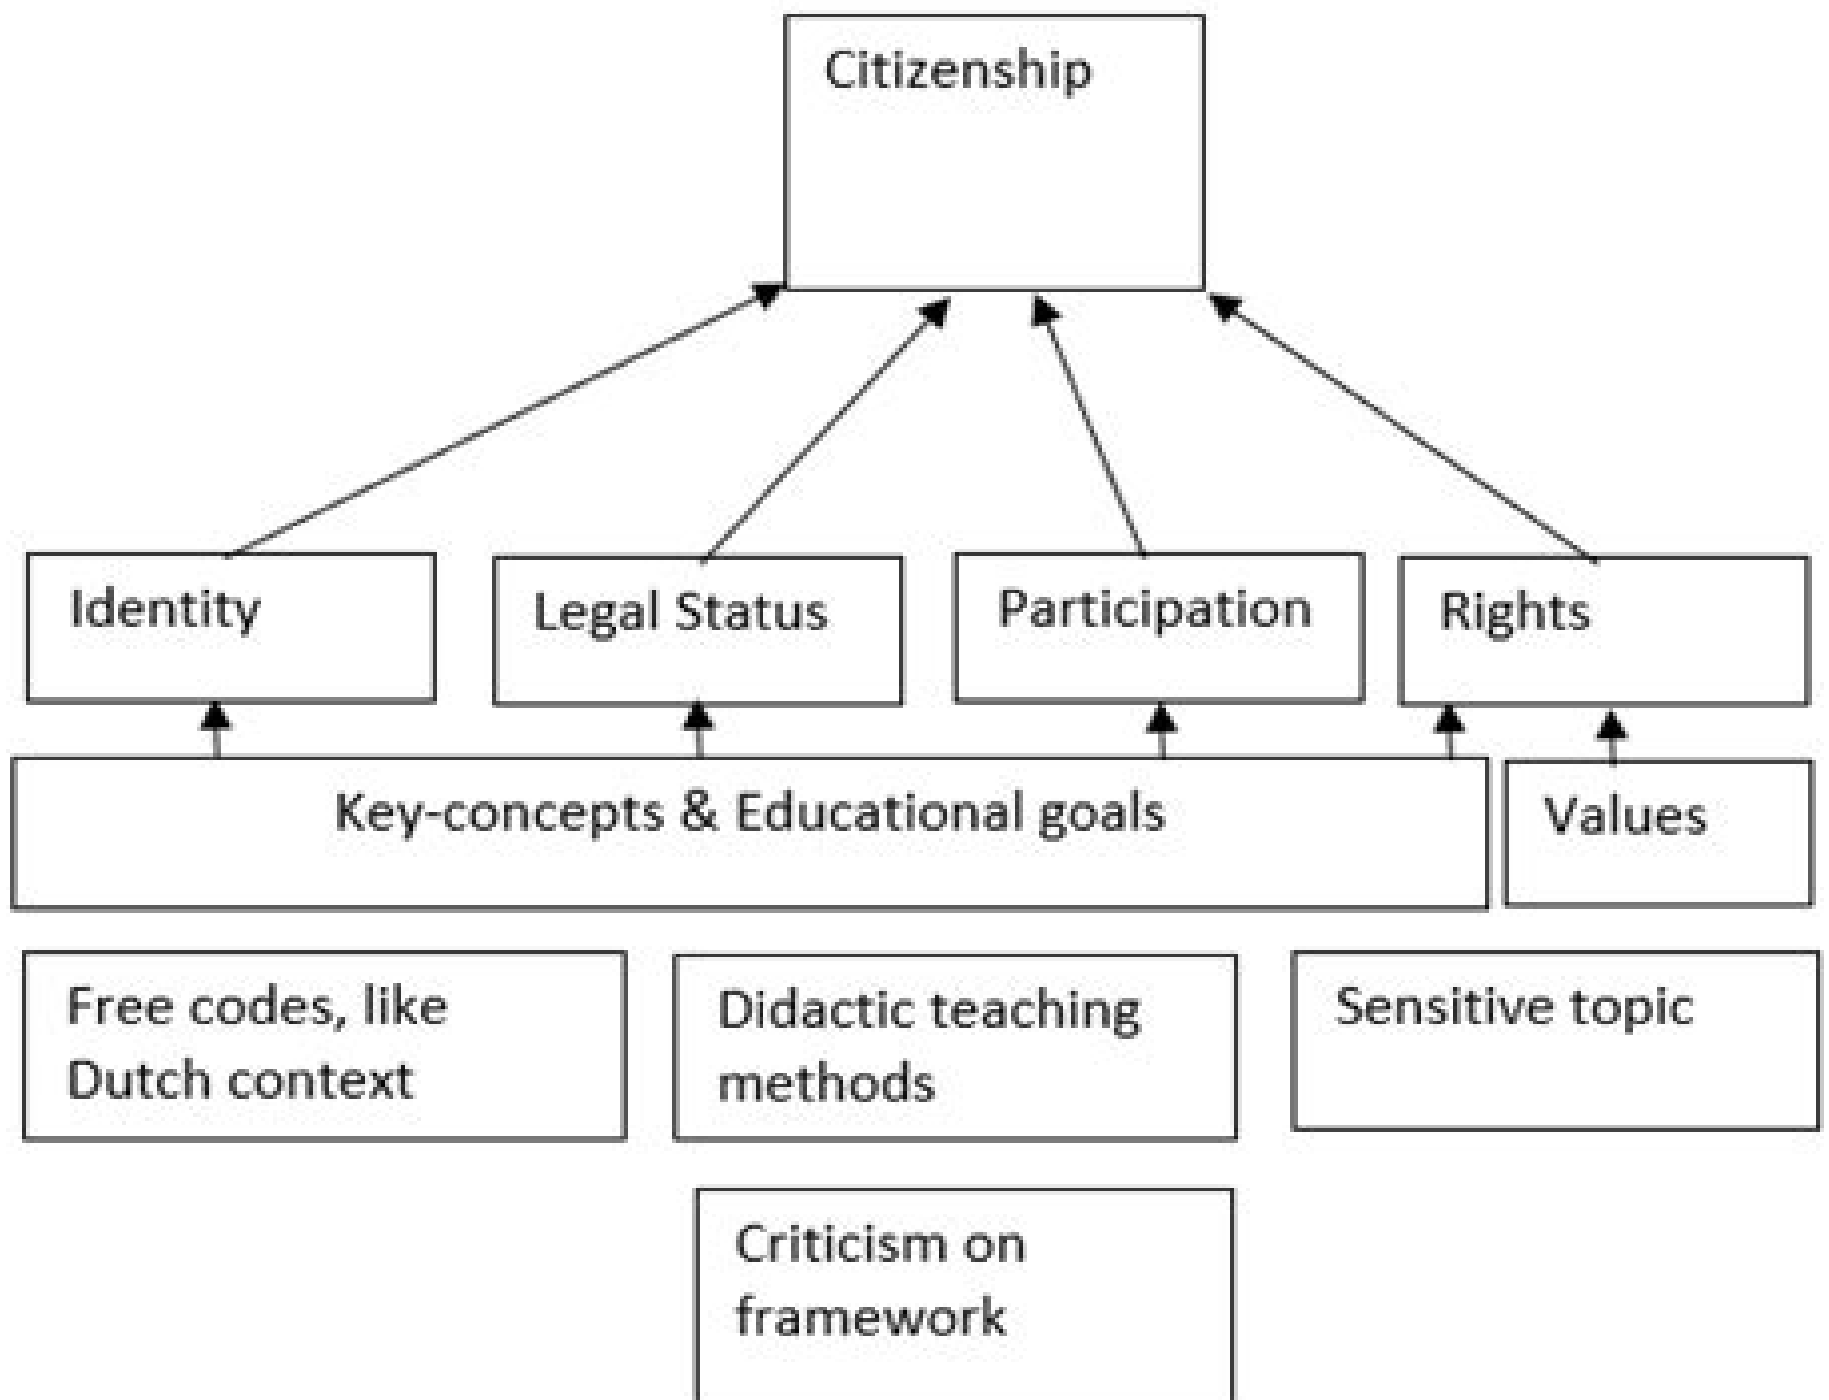 Citizenship
Identity
Legal Status
Participation
Rights
Key-concepts & Educational goals
Values
Free codes, like
Dutch context
Didactic teaching
methods
Sensitive topic
Criticism on
framework